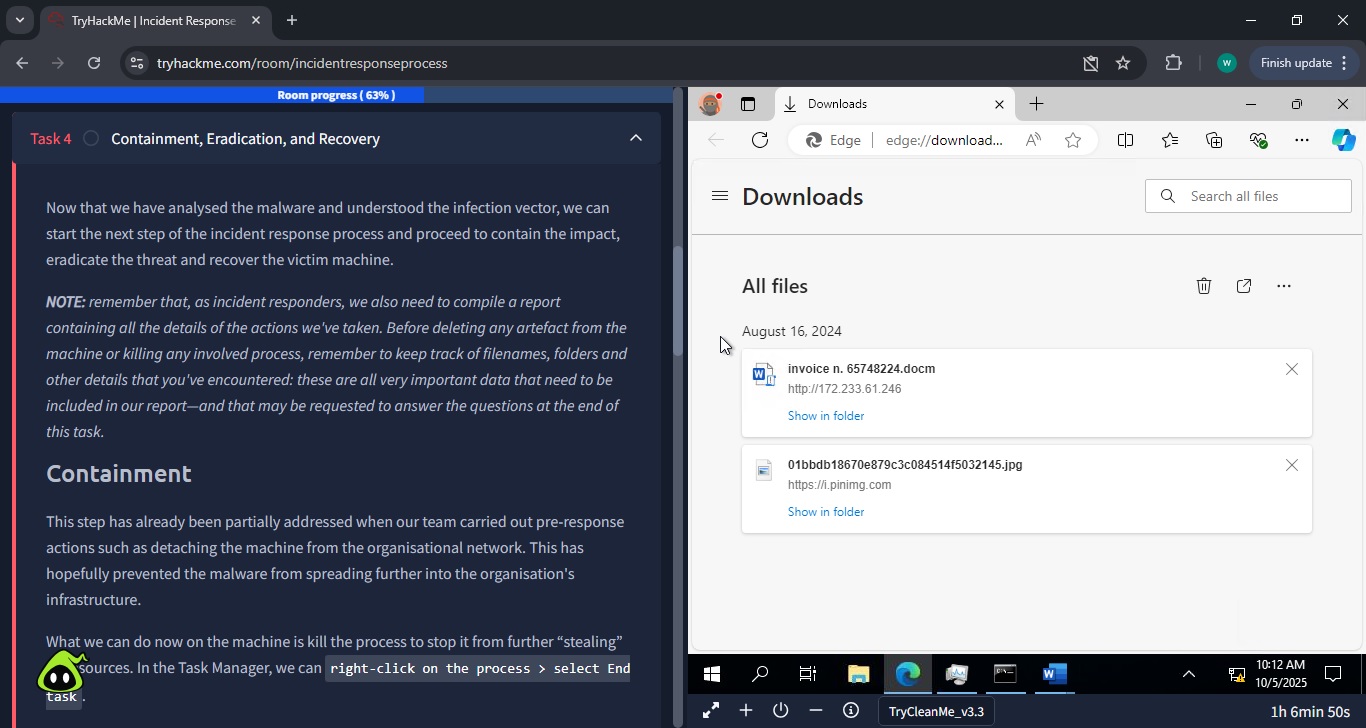 TryHackMe | Incident Response
tryhackme.com/room/incidentresponseprocess
W
Finish update
Room progress ( 63% )
Task 4
Containment, Eradication, and Recovery
Now that we have analysed the malware and understood the infection vector, we can
start the next step of the incident response process and proceed to contain the impact,
eradicate the threat and recover the victim machine.
NOTE: remember that, as incident responders, we also need to compile a report
containing all the details of the actions we've taken. Before deleting any artefact from the
machine or killing any involved process, remember to keep track of filenames, folders and
other details that you've encountered: these are all very important data that need to be
included in our report—and that may be requested to answer the questions at the end of
this task.
Containment
This step has already been partially addressed when our team carried out pre-response
actions such as detaching the machine from the organisational network. This has
hopefully prevented the malware from spreading further into the organisation's
infrastructure.
What we can do now on the machine is kill the process to stop it from further “stealing”
sources. In the Task Manager, we can right-click on the process > select End
task.
Downloads
Edge
edge://download...
Downloads
Search all files
All files
August 16, 2024
invoice n. 65748224.docm
http://172.233.61.246
Show in folder
01bbdb18670e879c3c084514f5032145.jpg
https://i.pinimg.com
Show in folder
10:12 AM
10/5/2025
TryCleanMe_v3.3
1h 6min 50s